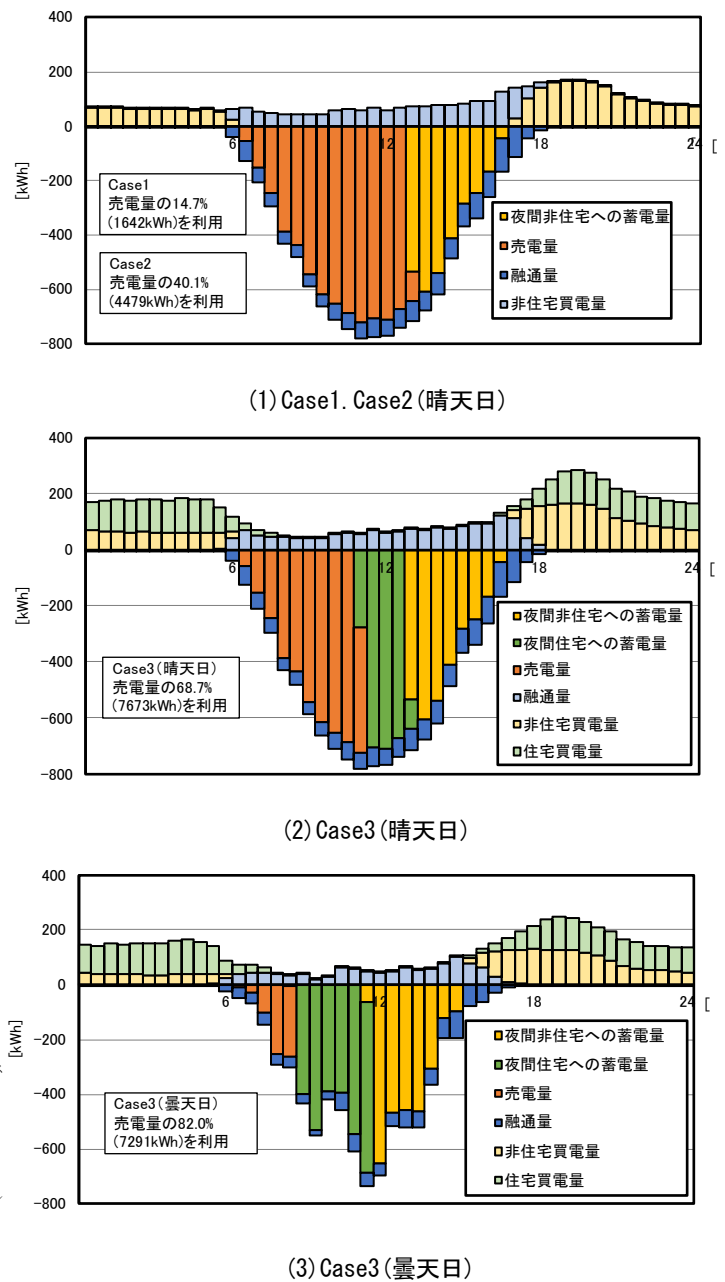 400
200
0
-200
-400
-600
-800
[kWh]
6
12
18
24
[
Case1
売電量の14.7%
(1642kWh)を利用
Case2
売電量の40.1%
(4479kWh)を利用
夜間非住宅への蓄電量
売電量
融通量
非住宅買電量
(1)Case1.Case2(晴天日)
400
200
0
-200
-400
-600
-800
[kWh]
6
12
18
24
[
Case3(晴天日)
売電量の68.7%
(7673kWh)を利用
夜間非住宅への蓄電量
夜間住宅への蓄電量
売電量
融通量
非住宅買電量
住宅買電量
(2)Case3(晴天日)
400
200
0
-200
-400
-600
-800
[kWh]
6
12
18
24
[
Case3(曇天日)
売電量の82.0%
(7291kWh)を利用
夜間非住宅への蓄電量
夜間住宅への蓄電量
売電量
融通量
非住宅買電量
住宅買電量
(3)Case3(曇天日)